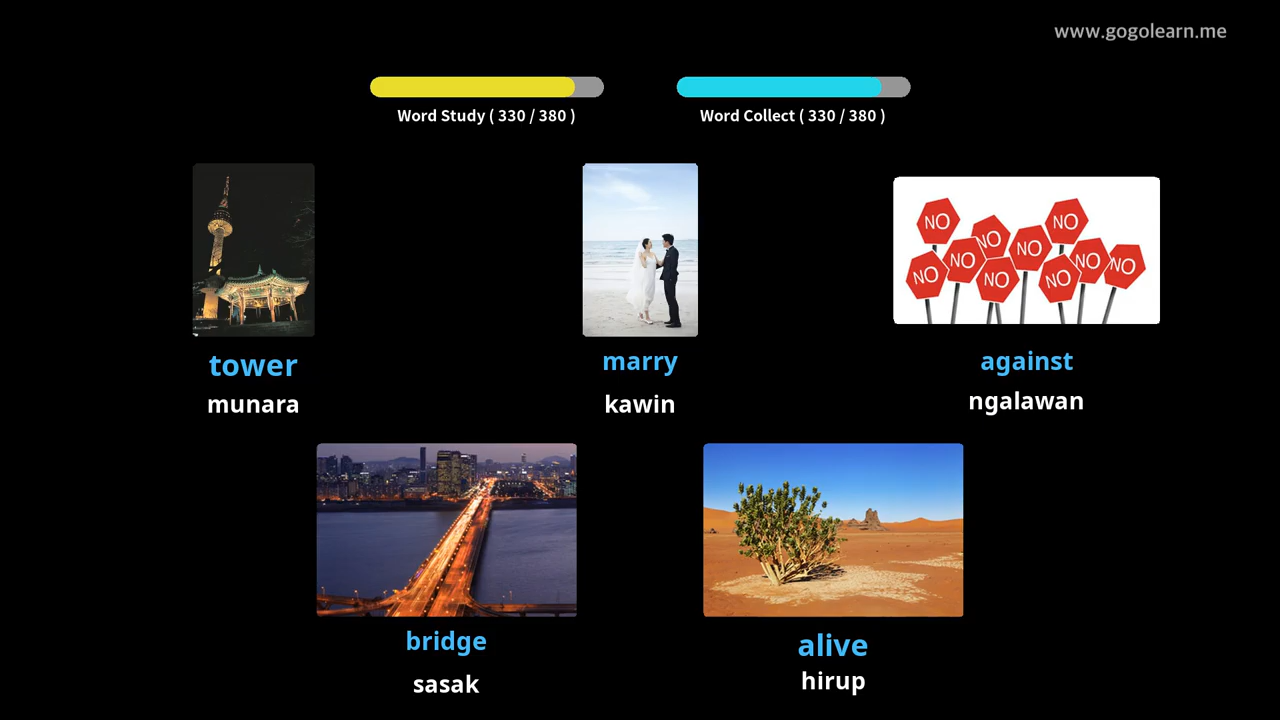 www.gogolearn.me
Word Study ( 330 / 380 )
Word Collect ( 330 / 380 )
NO
NO
NO
NO
NO
NO
NO
NO
NO
NO
tower
munara
marry
kawin
against
ngalawan
bridge
sasak
alive
hirup